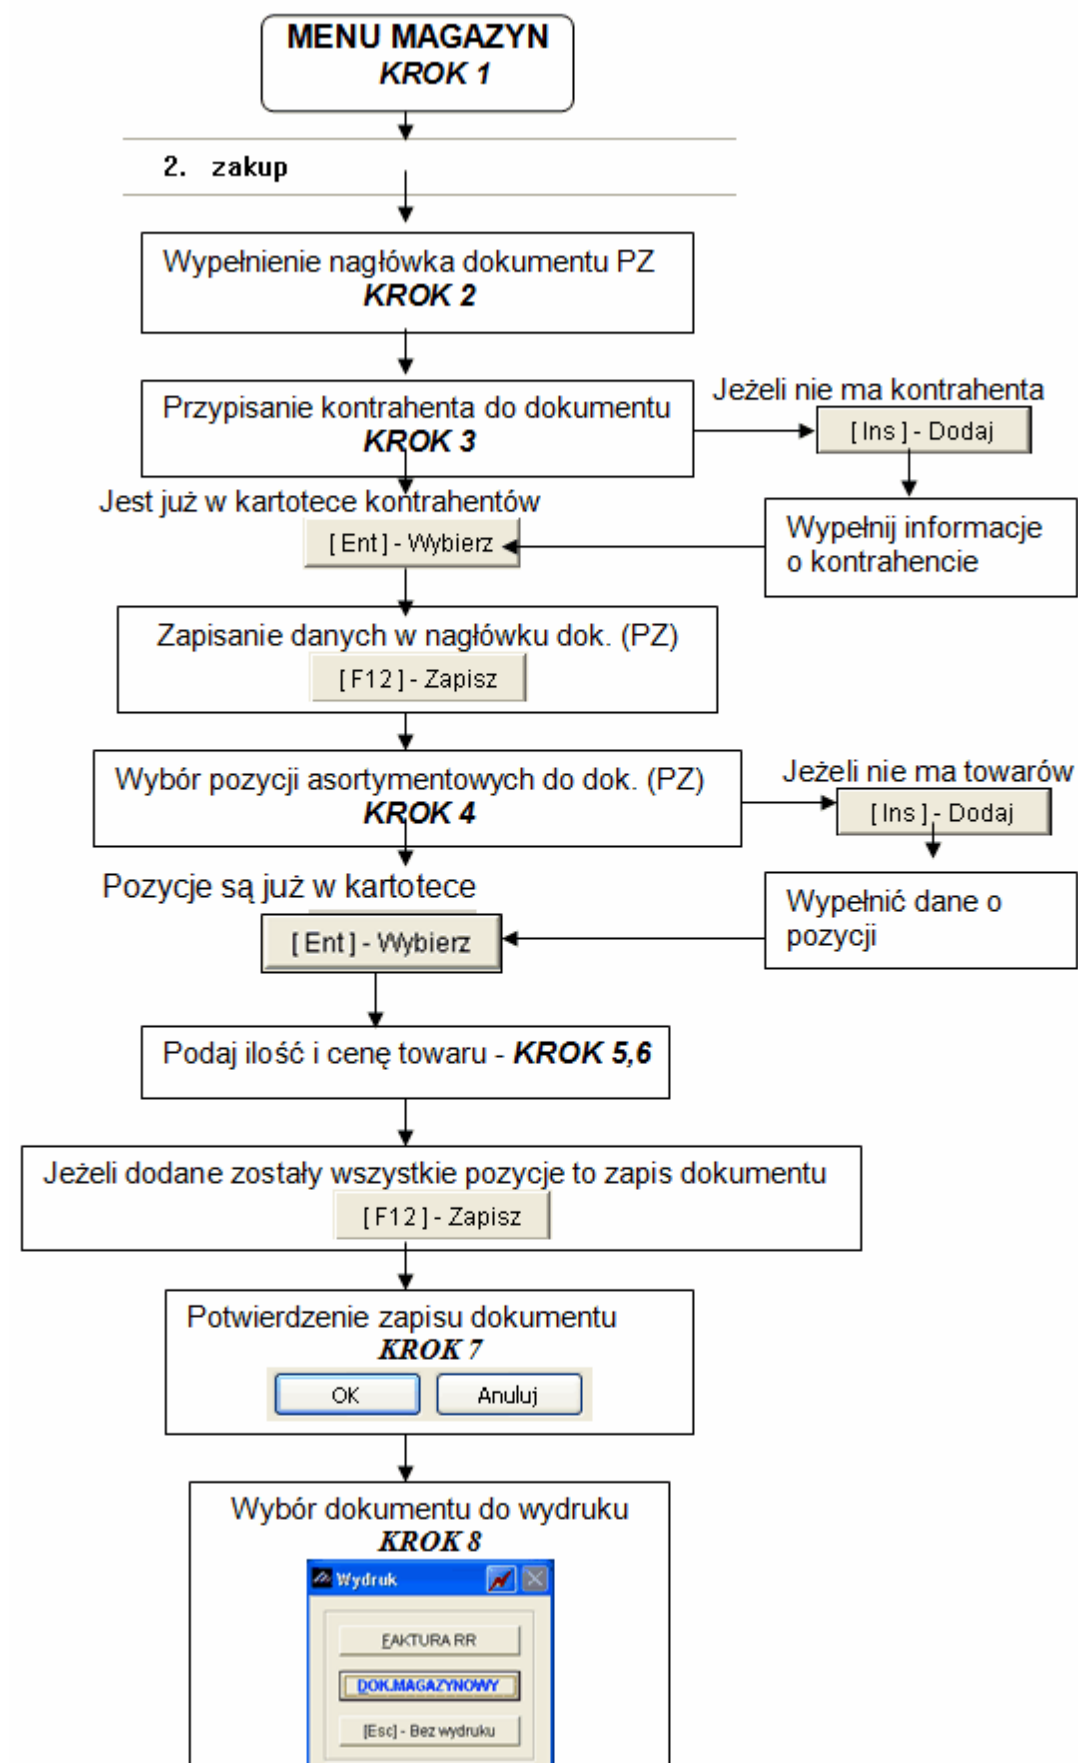 MENU MAGAZYN
KROK 1
2. zakup
Wypełnienie nagłówka dokumentu PZ
KROK 2
Przypisanie kontrahenta do dokumentu
KROK 3
Jeżeli nie ma kontrahenta
[Ins] - Dodaj
Jest już w kartotece kontrahentów
[Ent] - Wybierz
Wypełnij informacje
o kontrahencie
Zapisanie danych w nagłówku dok. (PZ)
[F12] - Zapisz
Wybór pozycji asortymentowych do dok. (PZ)
KROK 4
Jeżeli nie ma towarów
[Ins] - Dodaj
Pozycje są już w kartotece
[Ent] - Wybierz
Wypełnić dane o
pozycji
Podaj ilość i cenę towaru - KROK 5,6
Jeżeli dodane zostały wszystkie pozycje to zapis dokumentu
[F12] - Zapisz
Potwierdzenie zapisu dokumentu
KROK 7
OK Anuluj
Wybór dokumentu do wydruku
KROK 8
Wydruk
FAKTURA RR
DOK.MAGAZYNOWY
[Esc] - Bez wydruku